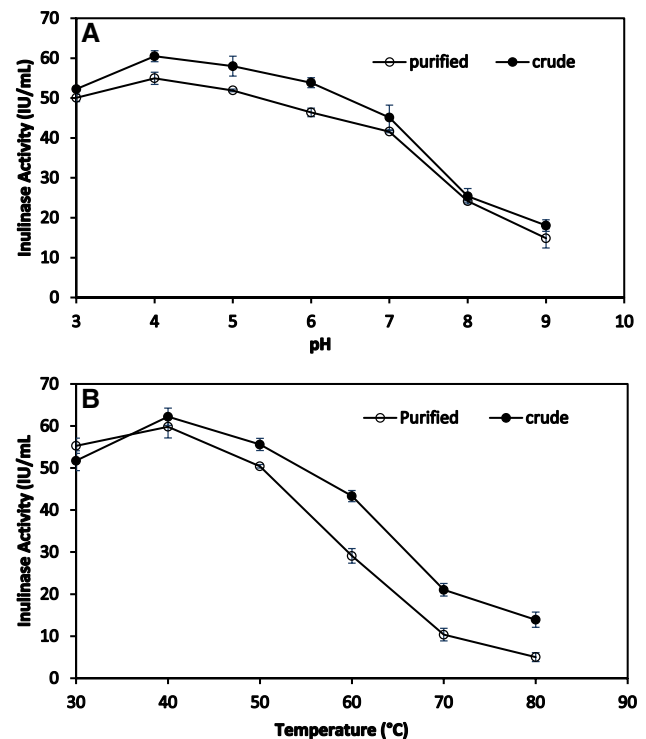 A
70
60
50
40
30
20
10
0
Inulinase Activity (IU/mL)
purified crude
3 4 5 6 7 8 9 10
pH
B
70
60
50
40
30
20
10
0
Inulinase Activity (IU/mL
Purified crude
30 40 50 60 70 80 90
Temperature (°C)